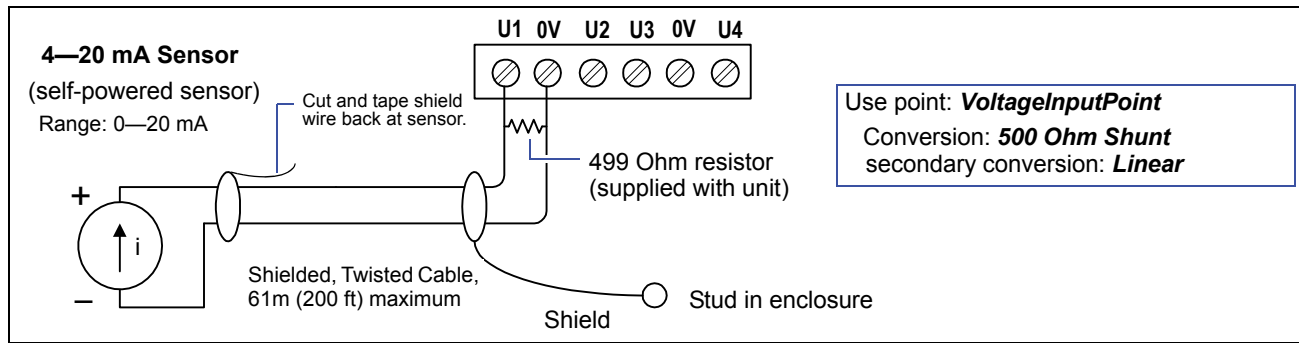 U1 0V U2 U3 0V U4
4—20 mA Sensor
(self-powered sensor)
Range: 0—20 mA
Cut and tape shield
wire back at sensor.
499 Ohm resistor
(supplied with unit)
Use point: VoltageInputPoint
Conversion: 500 Ohm Shunt
secondary conversion: Linear
+
i
–
Shielded, Twisted Cable,
61m (200 ft) maximum
Shield
Stud in enclosure